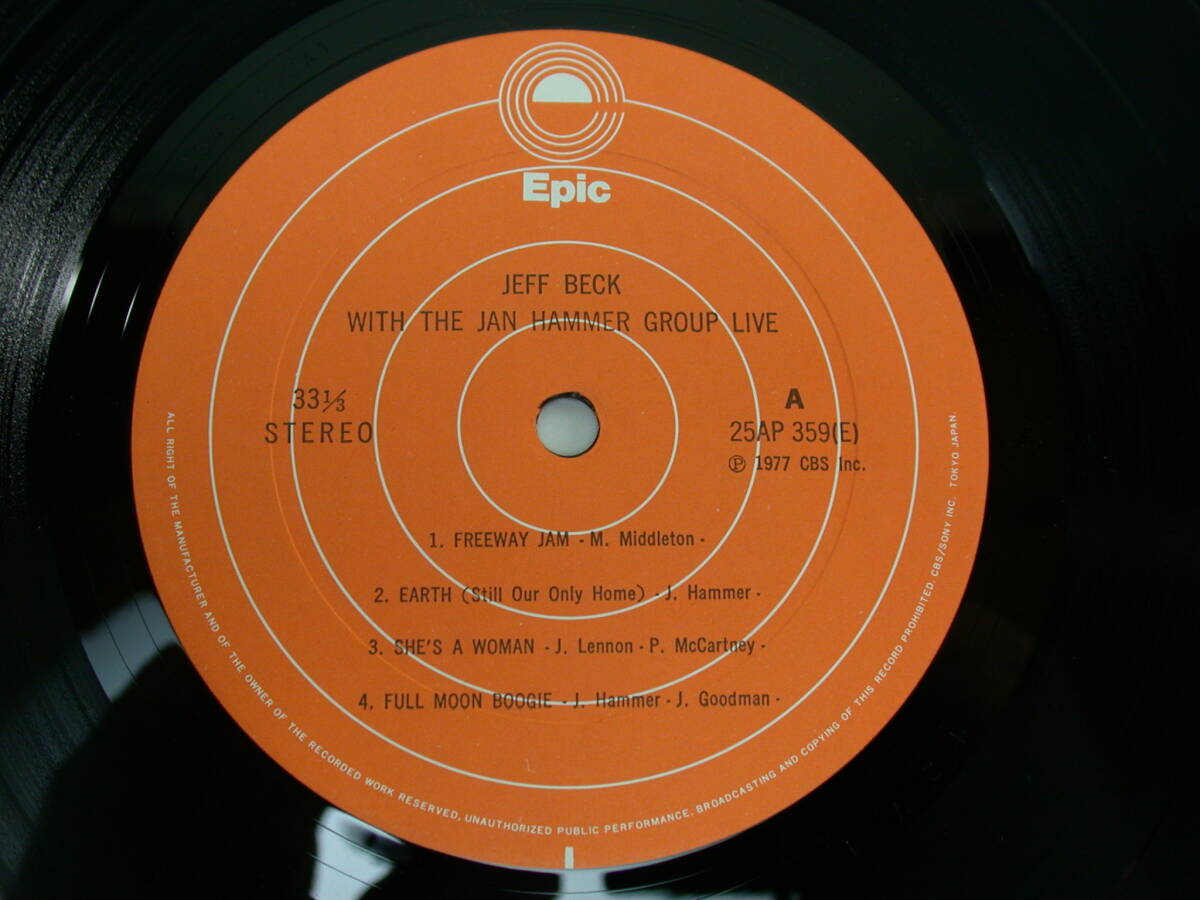 Epic
JEFF BECK
WITH THE JAN HAMMER GROUP LIVE
33⅓
STEREO
A
25AP 359(E)
Ⓟ 1977 CBS Inc.
1. FREEWAY JAM - M. Middleton -
2. EARTH (Still Our Only Home) - J. Hammer -
3. SHE'S A WOMAN - J. Lennon - P. McCartney -
4. FULL MOON BOOGIE - J. Hammer - J. Goodman -
ALL RIGHT OF THE MANUFACTURER AND OF THE OWNER OF THE RECORDED WORK RESERVED, UNAUTHORIZED PUBLIC PERFORMANCE, BROADCASTING AND COPYING OF THIS RECORD PROHIBITED. CBS/SONY INC. TOKYO JAPAN.